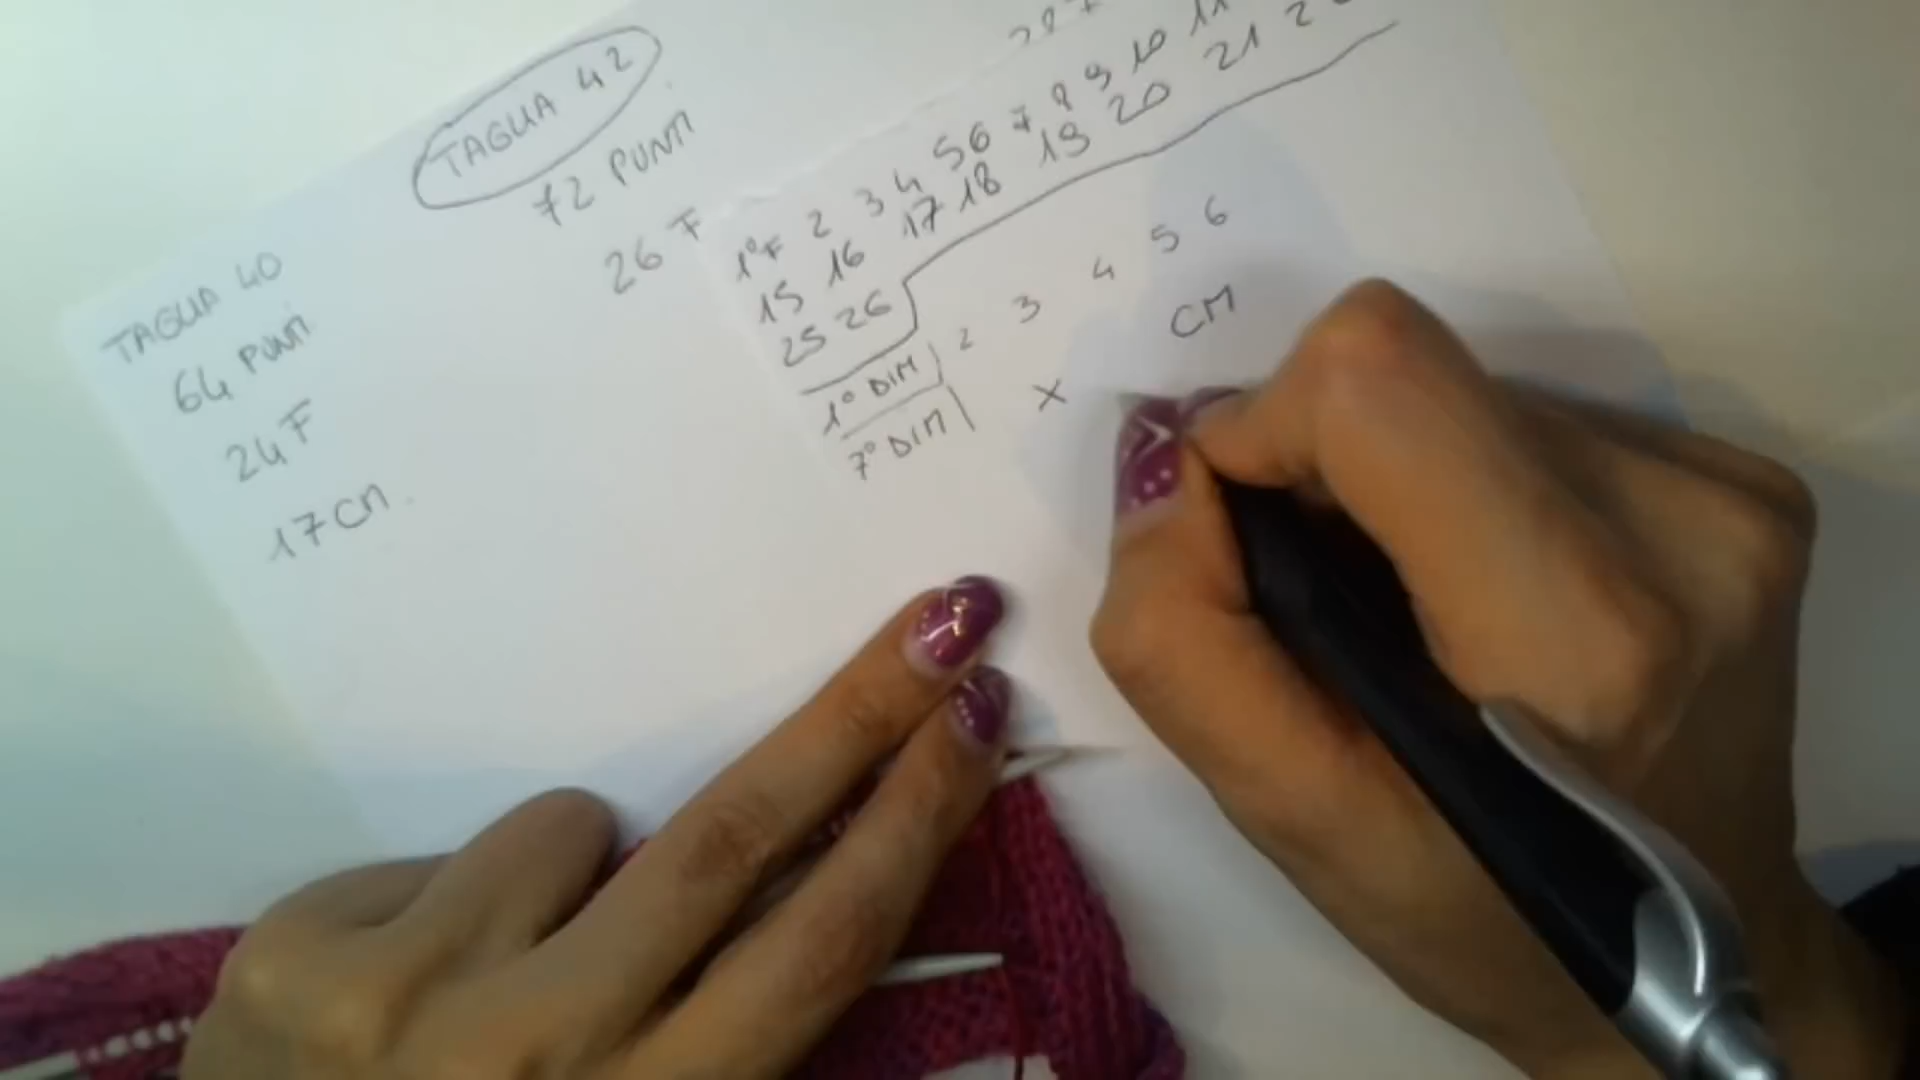 TAGLIA 42
72 PUNTI
26 F
TAGLIA 40
64 PUNTI
24 F
17 CM.
1° F 2 3 4 5 6 7 8 9 10 11
15 16 17 18 19 20 21 2
25 26
1° DIM 2 3 4 5 6
7° DIM X CM